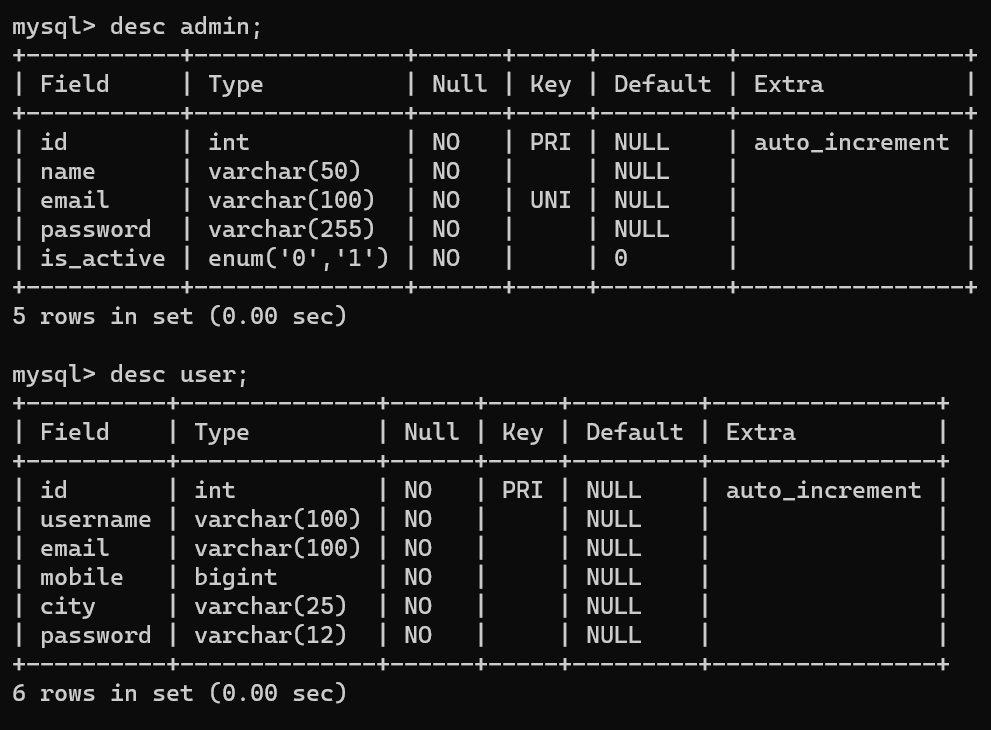 mysql> desc admin;
+-----------+---------------+------+-----+---------+----------------+
| Field     | Type          | Null | Key | Default | Extra          |
+-----------+---------------+------+-----+---------+----------------+
| id        | int           | NO   | PRI | NULL    | auto_increment |
| name      | varchar(50)   | NO   |     | NULL    |                |
| email     | varchar(100)  | NO   | UNI | NULL    |                |
| password  | varchar(255)  | NO   |     | NULL    |                |
| is_active | enum('0','1') | NO   |     | 0       |                |
+-----------+---------------+------+-----+---------+----------------+
5 rows in set (0.00 sec)

mysql> desc user;
+----------+--------------+------+-----+---------+----------------+
| Field    | Type         | Null | Key | Default | Extra          |
+----------+--------------+------+-----+---------+----------------+
| id       | int          | NO   | PRI | NULL    | auto_increment |
| username | varchar(100) | NO   |     | NULL    |                |
| email    | varchar(100) | NO   |     | NULL    |                |
| mobile   | bigint       | NO   |     | NULL    |                |
| city     | varchar(25)  | NO   |     | NULL    |                |
| password | varchar(12)  | NO   |     | NULL    |                |
+----------+--------------+------+-----+---------+----------------+
6 rows in set (0.00 sec)